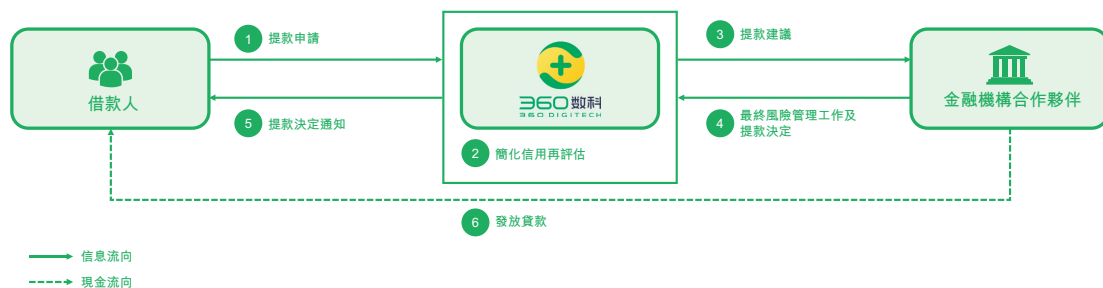 1 提款申請
3 提款建議
借款人
360数科
360 DIGITECH
金融機構合作夥伴
5 提款決定通知
4 最終風險管理工作及
提款決定
2 簡化信用再評估
6 發放貸款
信息流向
現金流向